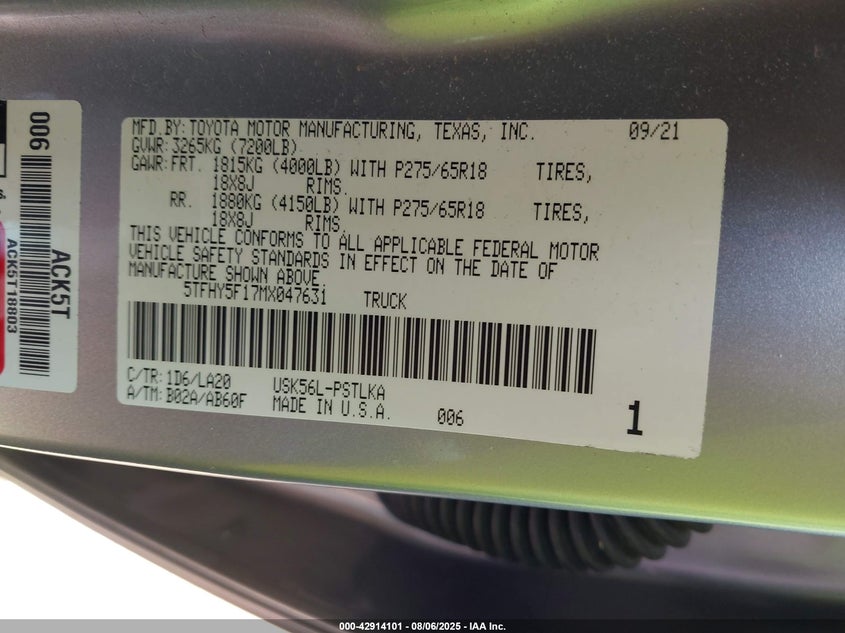 MFD.BY:TOYOTA MOTOR MANUFACTURING, TEXAS, INC. 09/21
GVWR:3265KG (7200LB)
GAWR:FRT. 1815KG (4000LB) WITH P275/65R18 TIRES,
18X8J RIMS.
RR. 1880KG (4150LB) WITH P275/65R18 TIRES,
18X8J RIMS.
THIS VEHICLE CONFORMS TO ALL APPLICABLE FEDERAL MOTOR
VEHICLE SAFETY STANDARDS IN EFFECT ON THE DATE OF
MANUFACTURE SHOWN ABOVE.
5TFHY5F17MX047631 TRUCK
C/TR:1D6/LA20 USK56L-PSTLKA
A/TM:B02A/AB60F MADE IN U.S.A. 006 1
006
ACK5T
ACK5T18803
000-42914101 - 08/06/2025 - IAA Inc.